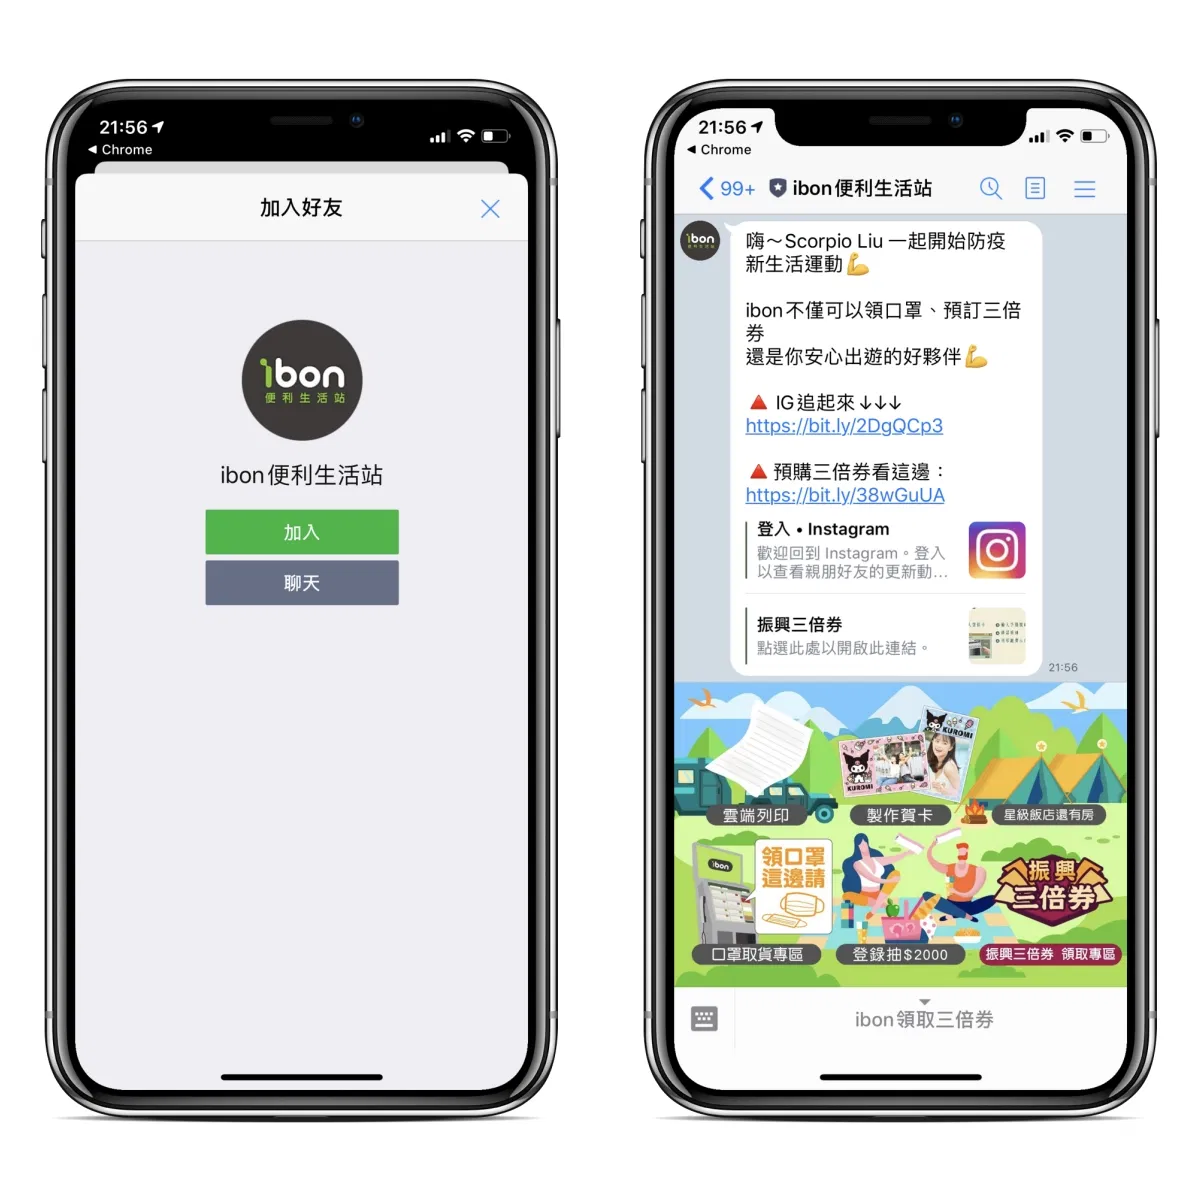 21:56
Chrome
加入好友
ibon
便利生活站
ibon便利生活站
加入
聊天
21:56
Chrome
99+
ibon便利生活站
ibon
嗨～Scorpio Liu 一起開始防疫
新生活運動💪
ibon不僅可以領口罩、預訂三倍
券
還是你安心出遊的好夥伴💪
🔺 IG追起來↓↓↓
https://bit.ly/2DgQCp3
🔺預購三倍券看這邊：
https://bit.ly/38wGuUA
登入 • Instagram
歡迎回到 Instagram。登入
以查看親朋好友的更新動...
振興三倍券
點選此處以開啟此連結。
21:56
KUROMI
KUROMI
雲端列印
製作賀卡
星級飯店還有房
ibon
領口罩
這邊請
振興
三倍券
口罩取貨專區
登錄抽$2000
振興三倍券 領取專區
ibon領取三倍券